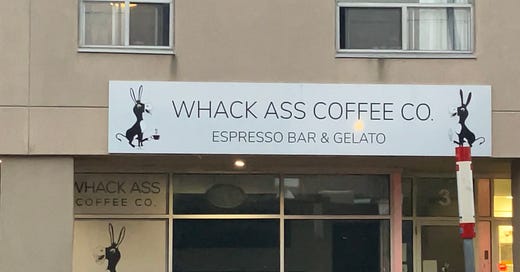 WHACK ASS COFFEE CO.
ESPRESSO BAR & GELATO
WHACK ASS
COFFEE CO.
3